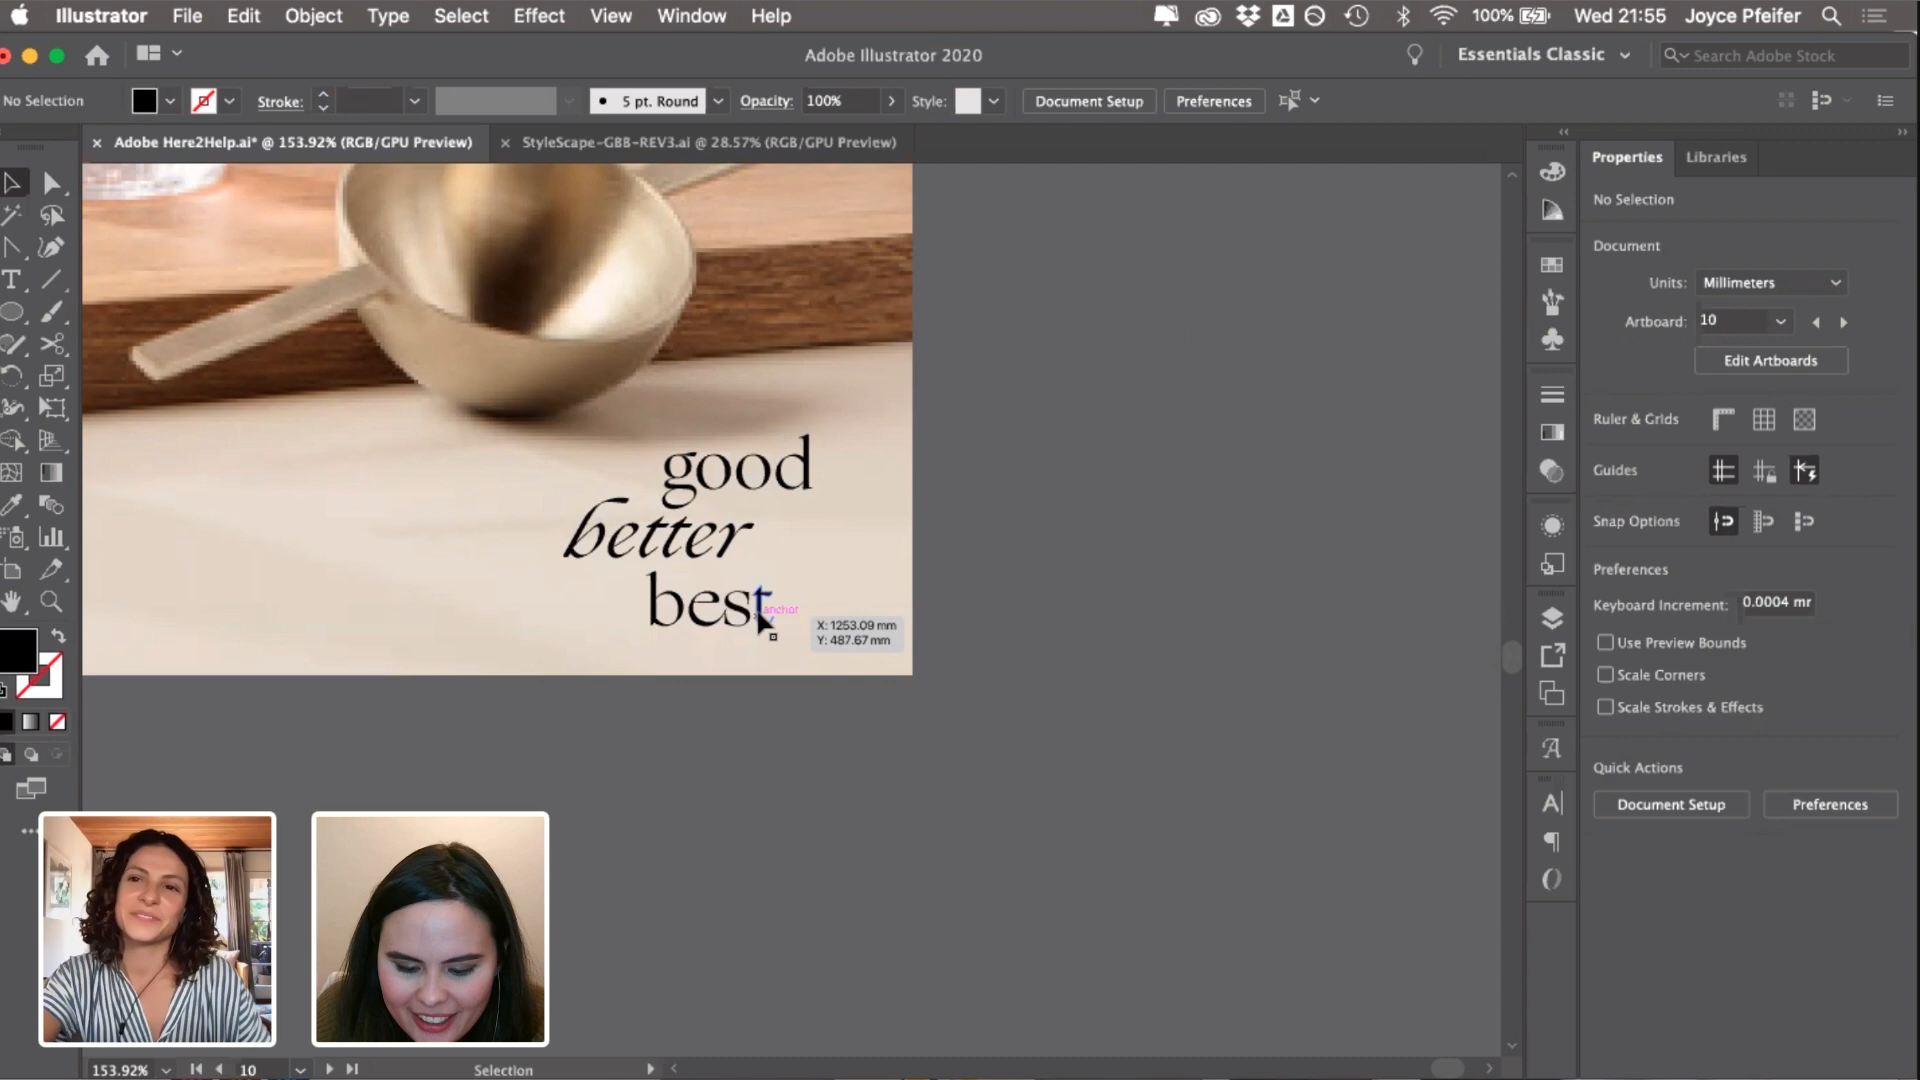 Illustrator File Edit Object Type Select Effect View Window Help 100% Wed 21:55 Joyce Pfeifer
Adobe Illustrator 2020 Essentials Classic Search Adobe Stock
No Selection Stroke: 5 pt. Round Opacity: 100% Style: Document Setup Preferences
Adobe Here2Help.ai* @ 153.92% (RGB/GPU Preview) StyleScape-GBB-REV3.ai @ 28.57% (RGB/GPU Preview)
Properties Libraries
No Selection
Document
Units: Millimeters
Artboard: 10
Edit Artboards
Ruler & Grids
Guides
Snap Options
Preferences
Keyboard Increment: 0.0004 mr
Use Preview Bounds
Scale Corners
Scale Strokes & Effects
Quick Actions
Document Setup Preferences
good
better
best
anchor
X: 1253.09 mm
Y: 487.67 mm
153.92% 10 Selection